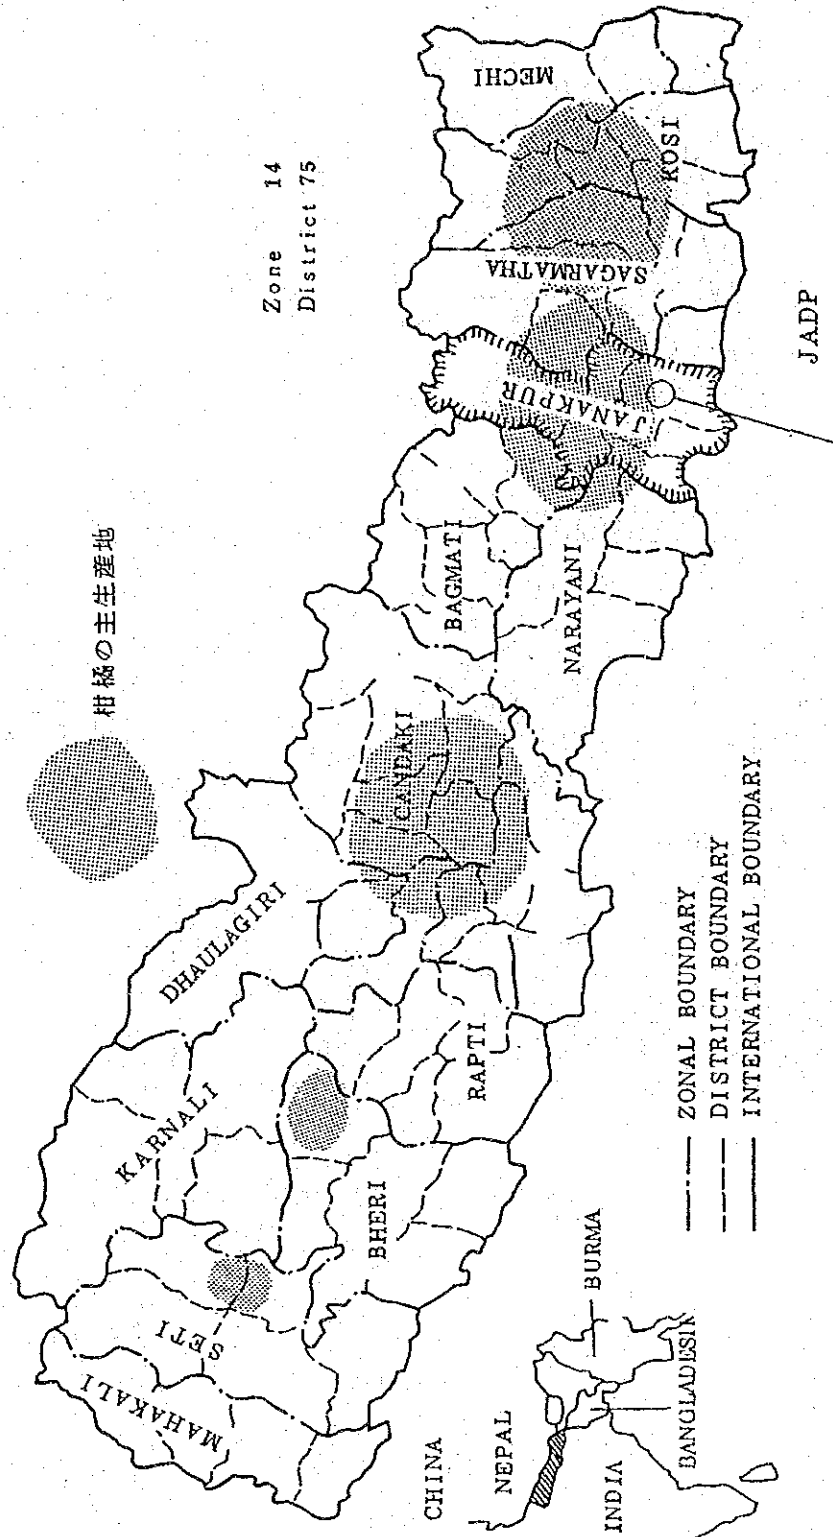 柑橘の主生産地
Zone 14
District 75
MAHAKALI
SETI
KARNALI
DHAULAGIRI
BHERI
RAPTI
GANDAKI
BAGMATI
NARAYANI
JANAKPUR
SAGARMATHA
KOSI
MECHI
JADP
CHINA
NEPAL
INDIA
BURMA
BANGLADESH
ZONAL BOUNDARY
DISTRICT BOUNDARY
INTERNATIONAL BOUNDARY